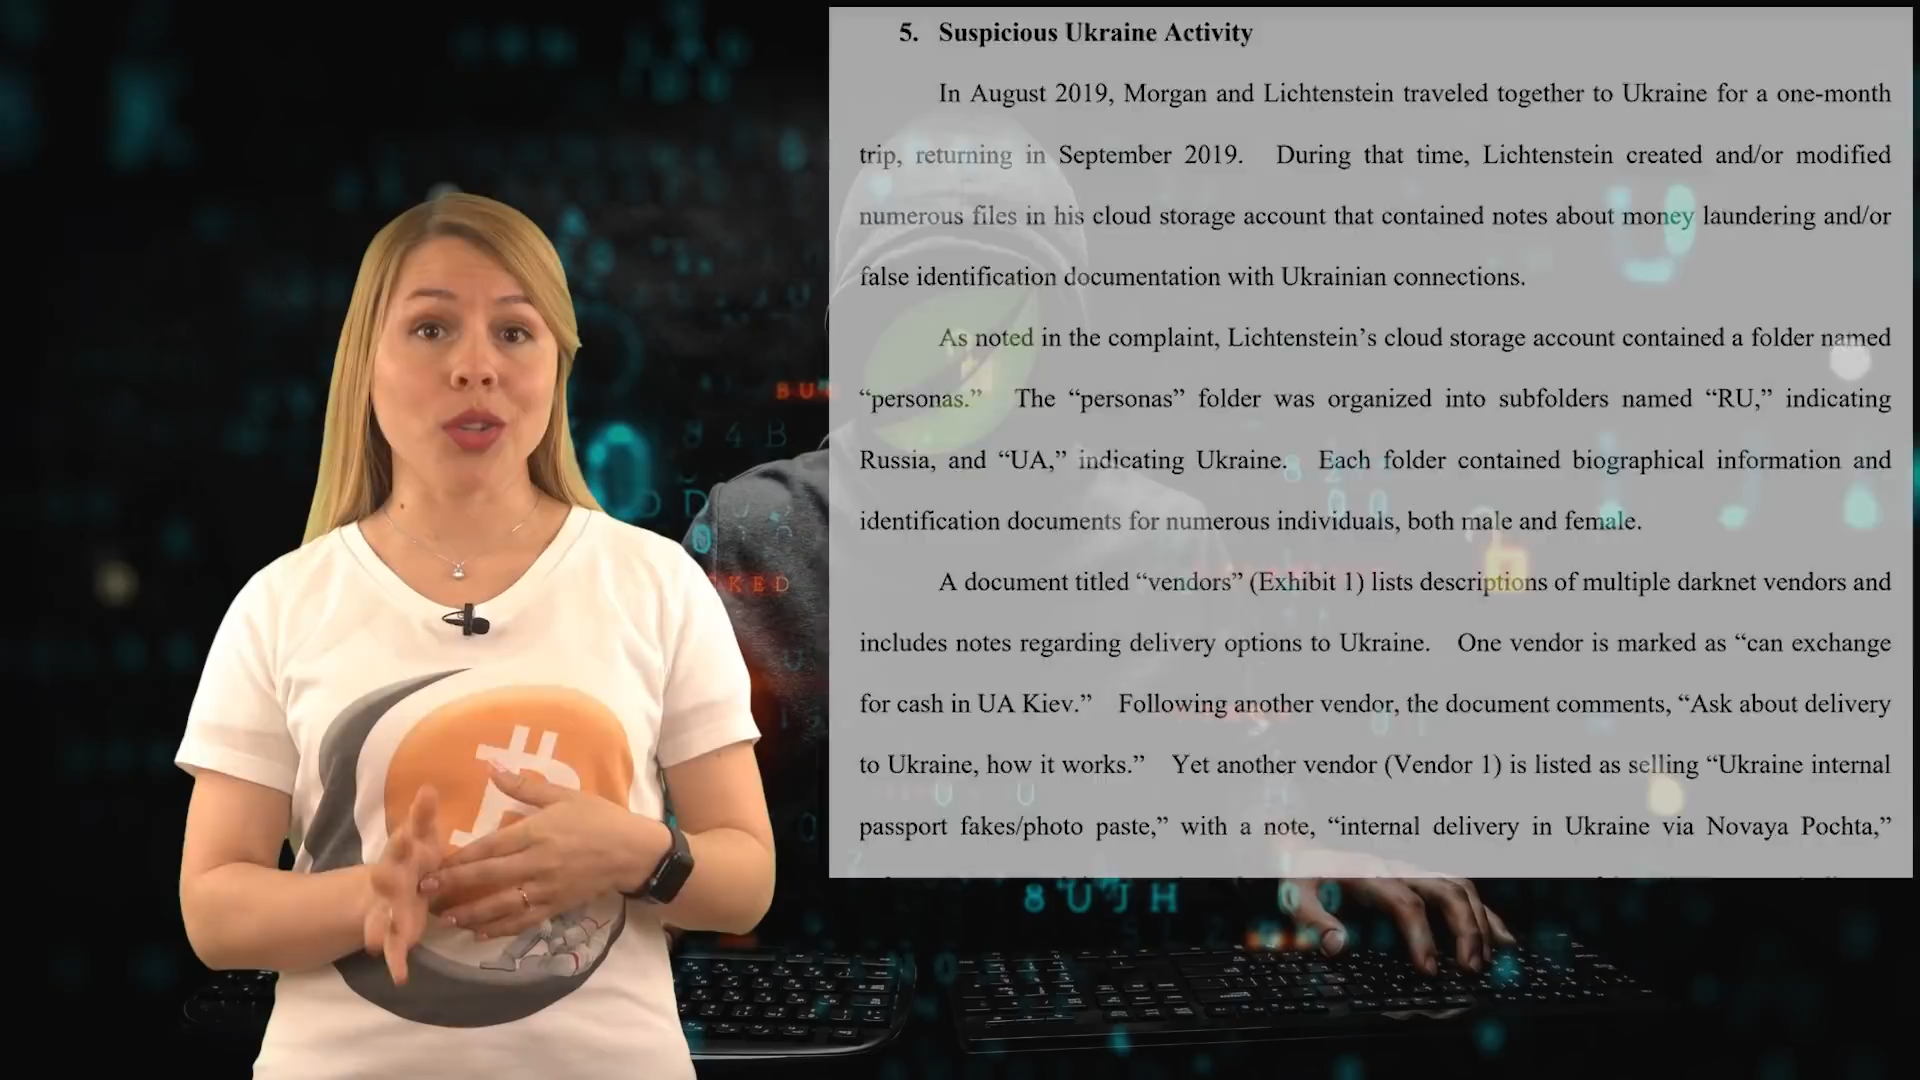 5. Suspicious Ukraine Activity
In August 2019, Morgan and Lichtenstein traveled together to Ukraine for a one-month
trip, returning in September 2019. During that time, Lichtenstein created and/or modified
numerous files in his cloud storage account that contained notes about money laundering and/or
false identification documentation with Ukrainian connections.
As noted in the complaint, Lichtenstein’s cloud storage account contained a folder named
“personas.” The “personas” folder was organized into subfolders named “RU,” indicating
Russia, and “UA,” indicating Ukraine. Each folder contained biographical information and
identification documents for numerous individuals, both male and female.
A document titled “vendors” (Exhibit 1) lists descriptions of multiple darknet vendors and
includes notes regarding delivery options to Ukraine. One vendor is marked as “can exchange
for cash in UA Kiev.” Following another vendor, the document comments, “Ask about delivery
to Ukraine, how it works.” Yet another vendor (Vendor 1) is listed as selling “Ukraine internal
passport fakes/photo paste,” with a note, “internal delivery in Ukraine via Novaya Pochta,”
8 U J H